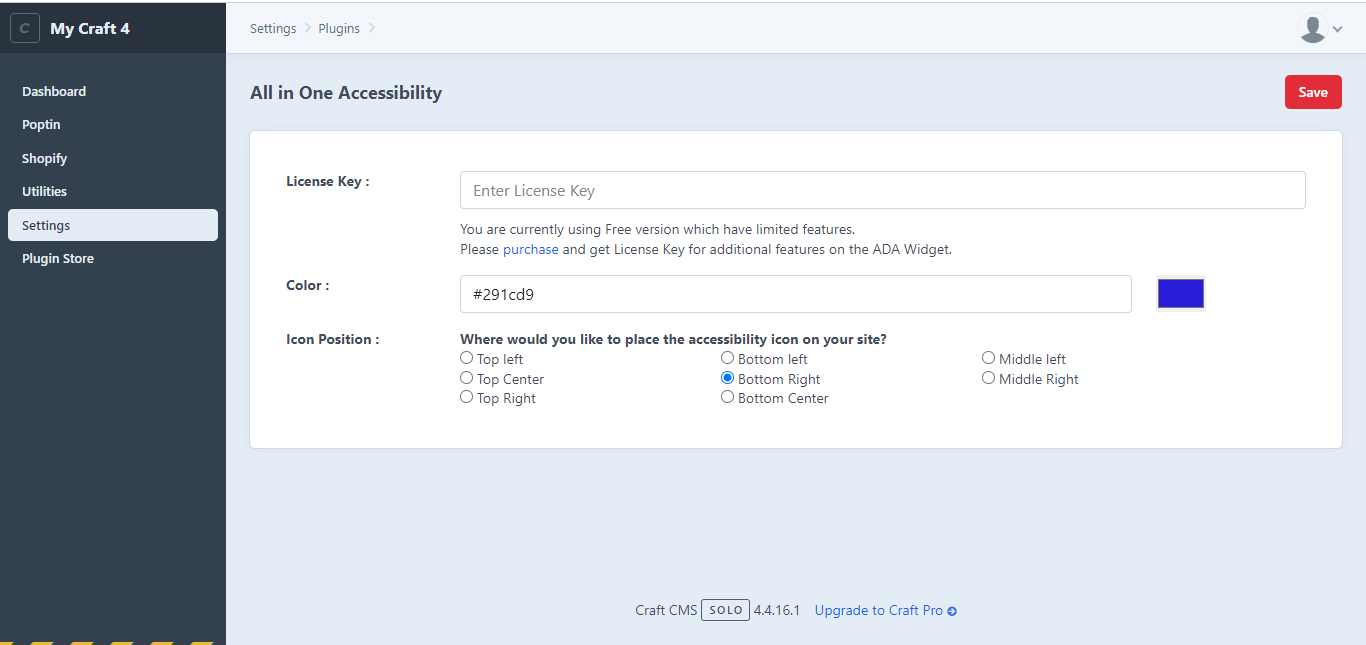 C My Craft 4
Settings Plugins
Dashboard
Poptin
Shopify
Utilities
Settings
Plugin Store
All in One Accessibility
Save
License Key :
Enter License Key
You are currently using Free version which have limited features.
Please purchase and get License Key for additional features on the ADA Widget.
Color :
#291cd9
Icon Position :
Where would you like to place the accessibility icon on your site?
Top left
Bottom left
Middle left
Top Center
Bottom Right
Middle Right
Top Right
Bottom Center
Craft CMS SOLO 4.4.16.1 Upgrade to Craft Pro